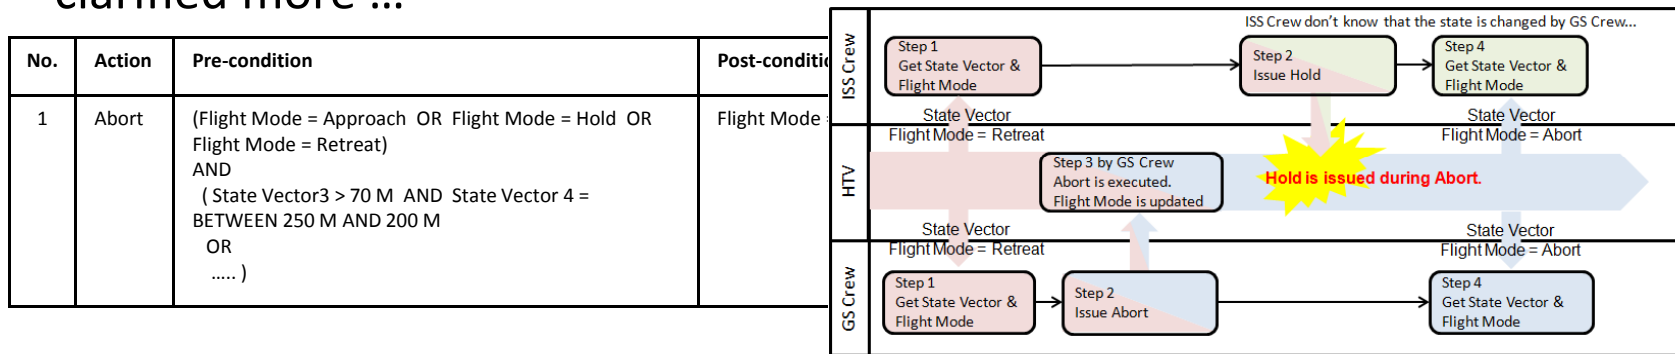 clarified more ...
No. Action Pre-condition Post-conditio
1 Abort (Flight Mode = Approach OR Flight Mode = Hold OR
Flight Mode = Retreat)
AND
( State Vector3 > 70 M AND State Vector 4 =
BETWEEN 250 M AND 200 M
OR
..... )
Flight Mode =
ISS Crew don't know that the state is changed by GS Crew...
ISS Crew
Step 1
Get State Vector &
Flight Mode
Step 2
Issue Hold
Step 4
Get State Vector &
Flight Mode
State Vector
Flight Mode = Retreat
State Vector
Flight Mode = Abort
HTV
Step 3 by GS Crew
Abort is executed.
Flight Mode is updated
Hold is issued during Abort.
State Vector
Flight Mode = Retreat
State Vector
Flight Mode = Abort
GS Crew
Step 1
Get State Vector &
Flight Mode
Step 2
Issue Abort
Step 4
Get State Vector &
Flight Mode